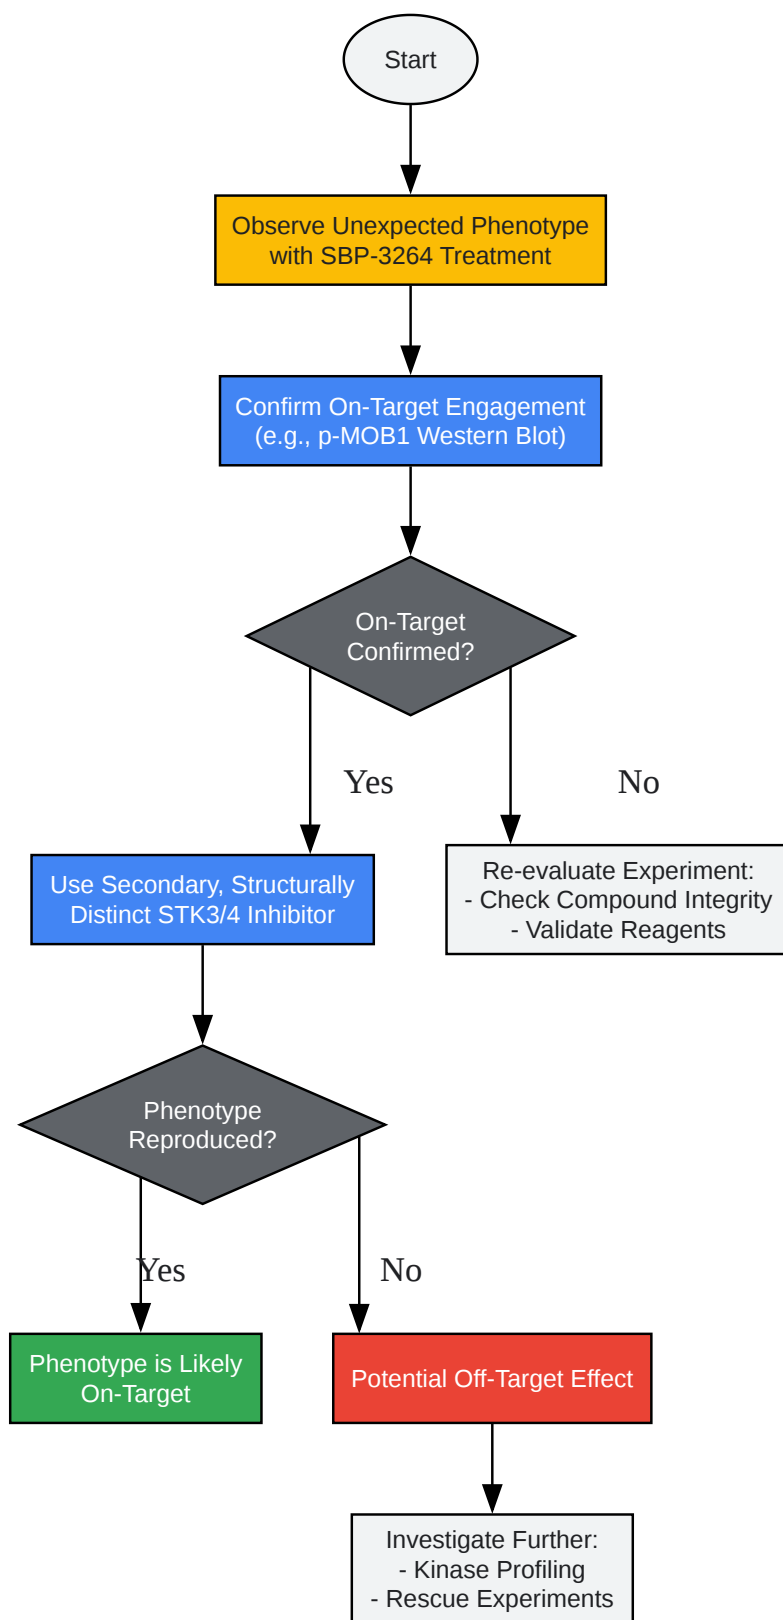 Start
Observe Unexpected Phenotype
with SBP-3264 Treatment
Confirm On-Target Engagement
(e.g., p-MOB1 Western Blot)
On-Target
Confirmed?
Yes
No
Use Secondary, Structurally
Distinct STK3/4 Inhibitor
Re-evaluate Experiment:
- Check Compound Integrity
- Validate Reagents
Phenotype
Reproduced?
Yes
No
Phenotype is Likely
On-Target
Potential Off-Target Effect
Investigate Further:
- Kinase Profiling
- Rescue Experiments